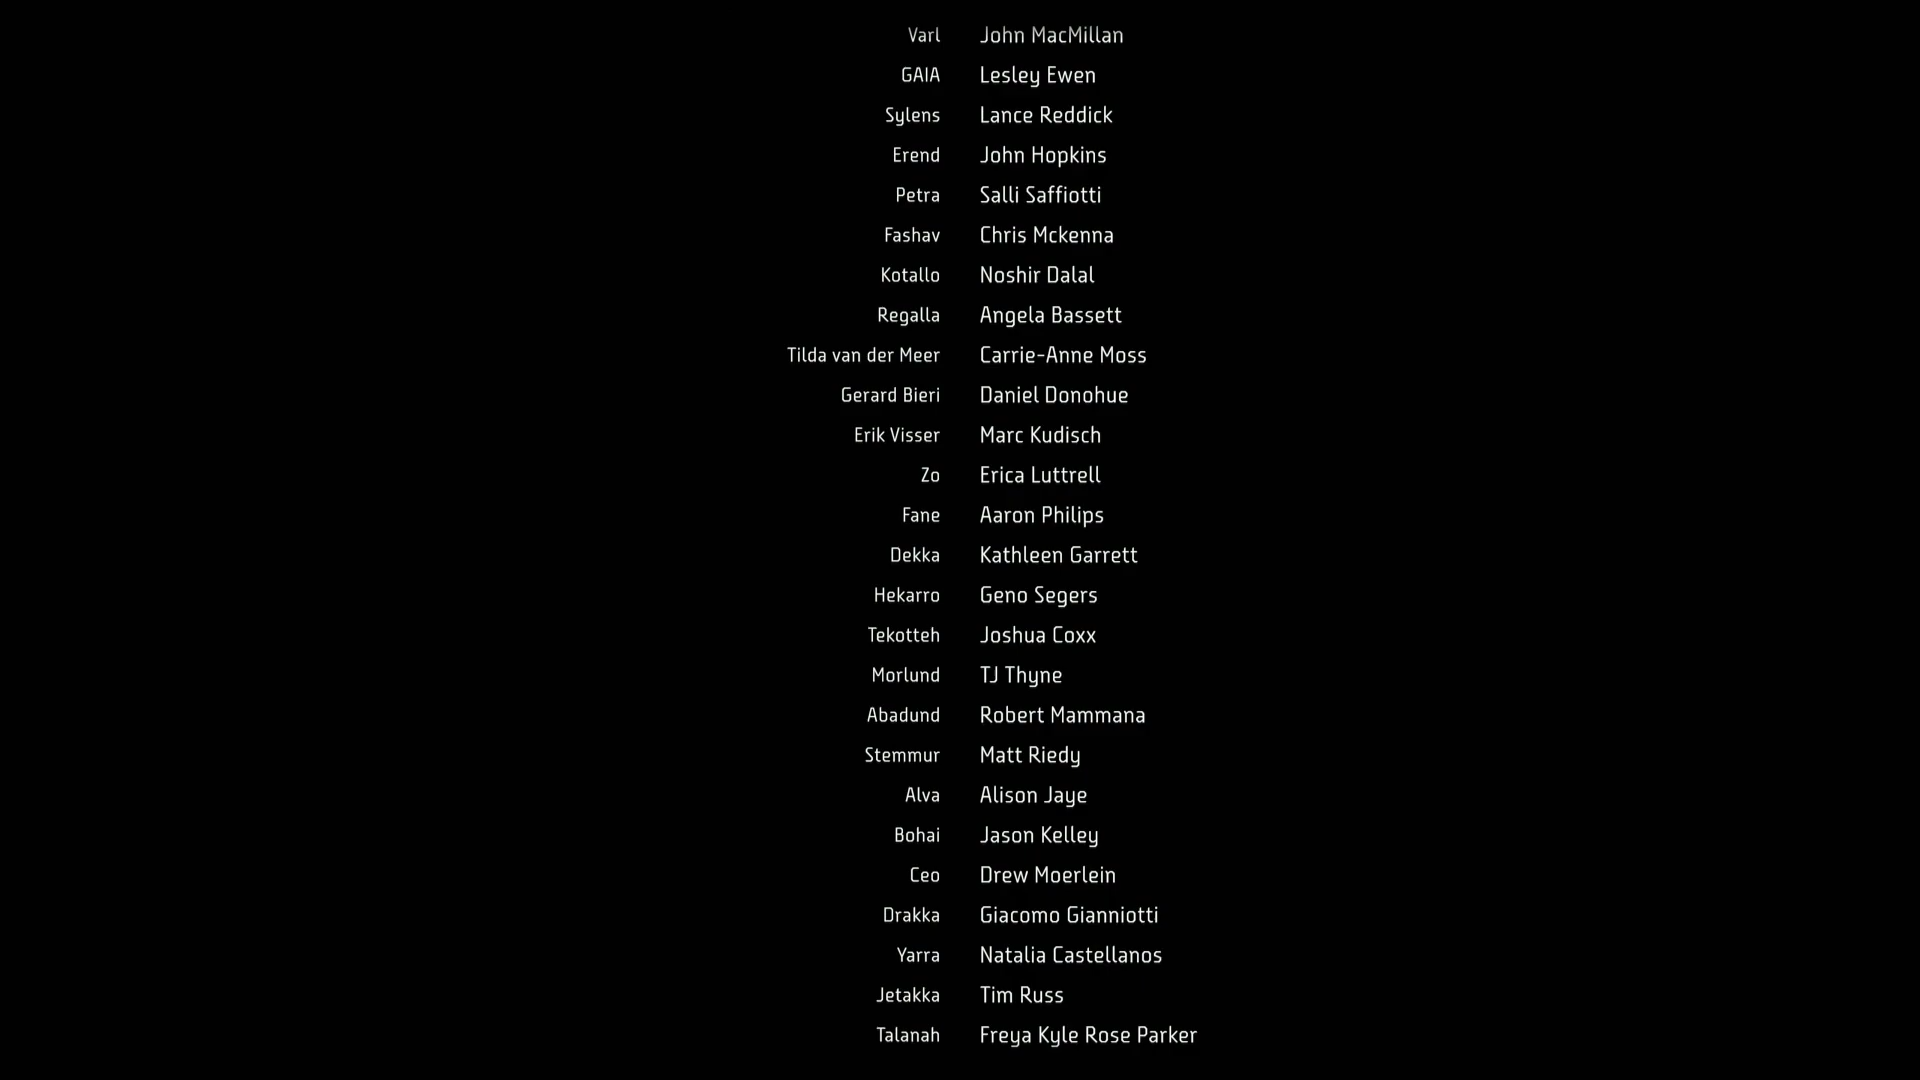 Varl John MacMillan
GAIA Lesley Ewen
Sylens Lance Reddick
Erend John Hopkins
Petra Salli Saffiotti
Fashav Chris Mckenna
Kotallo Noshir Dalal
Regalla Angela Bassett
Tilda van der Meer Carrie-Anne Moss
Gerard Bieri Daniel Donohue
Erik Visser Marc Kudisch
Zo Erica Luttrell
Fane Aaron Philips
Dekka Kathleen Garrett
Hekarro Geno Segers
Tekotteh Joshua Coxx
Morlund TJ Thyne
Abadund Robert Mammana
Stemmur Matt Riedy
Alva Alison Jaye
Bohai Jason Kelley
Ceo Drew Moerlein
Drakka Giacomo Gianniotti
Yarra Natalia Castellanos
Jetakka Tim Russ
Talanah Freya Kyle Rose Parker